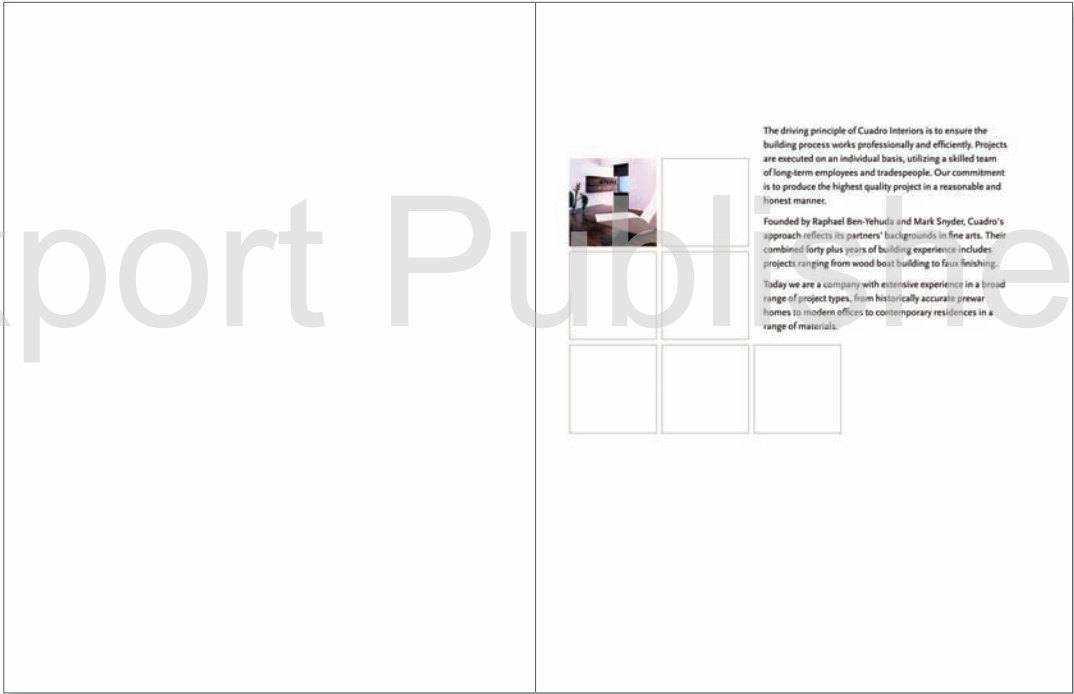 The driving principle of Cuadro Interiors is to ensure the
building process works professionally and efficiently. Projects
are executed on an individual basis, utilizing a skilled team
of long-term employees and tradespeople. Our commitment
is to produce the highest quality project in a reasonable and
honest manner.
Founded by Raphael Ben-Yehuda and Mark Snyder, Cuadro's
approach reflects its partners' backgrounds in fine arts. Their
combined forty plus years of building experience includes
projects ranging from wood boat building to faux finishing.
Today we are a company with extensive experience in a broad
range of project types, from historically accurate prewar
homes to modern offices to contemporary residences in a
range of materials.
xport Publishe